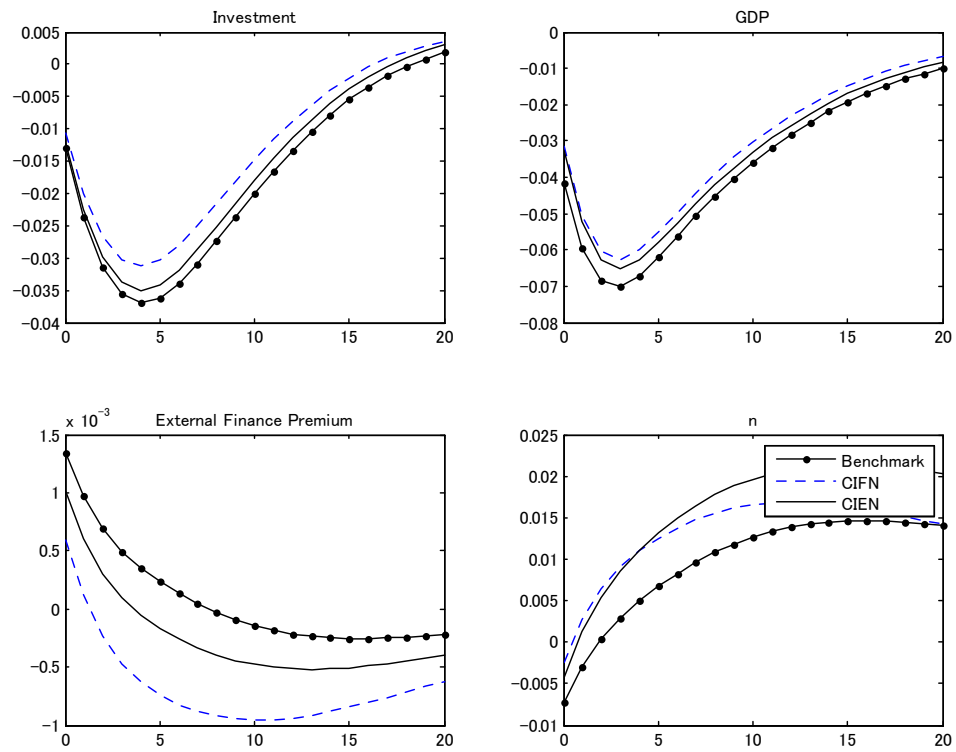 Investment
0.005
0
−0.005
−0.01
−0.015
−0.02
−0.025
−0.03
−0.035
−0.04
0 5 10 15 20
GDP
0
−0.01
−0.02
−0.03
−0.04
−0.05
−0.06
−0.07
−0.08
0 5 10 15 20
x 10⁻³
External Finance Premium
1.5
1
0.5
0
−0.5
−1
0 5 10 15 20
n
0.025
0.02
0.015
0.01
0.005
0
−0.005
−0.01
0 5 10 15 20
Benchmark
CIFN
CIEN